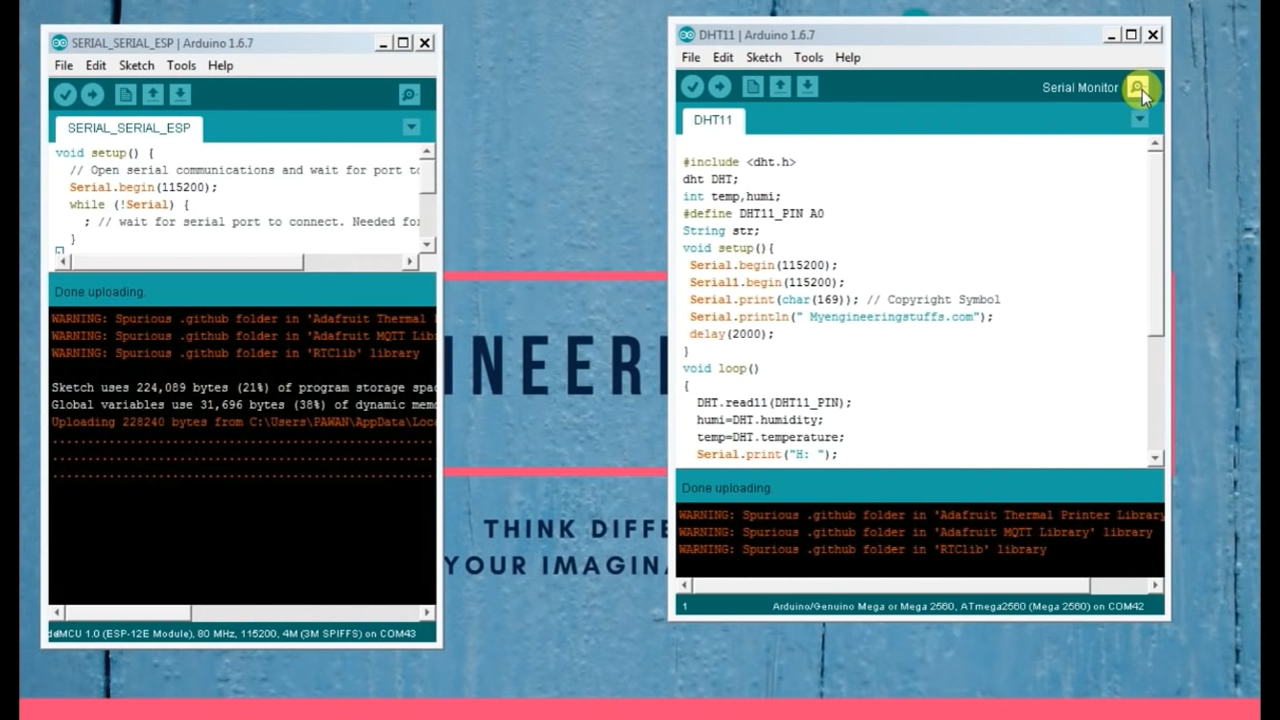 SERIAL_SERIAL_ESP | Arduino 1.6.7
File Edit Sketch Tools Help
SERIAL_SERIAL_ESP
void setup() {
// Open serial communications and wait for port to
Serial.begin(115200);
while (!Serial) {
; // wait for serial port to connect. Needed for
}
Done uploading.
WARNING: Spurious .github folder in 'Adafruit Thermal
WARNING: Spurious .github folder in 'Adafruit MQTT Lib
WARNING: Spurious .github folder in 'RTClib' library
Sketch uses 224,089 bytes (21%) of program storage spa
Global variables use 31,696 bytes (38%) of dynamic mem
Uploading 228240 bytes from C:\Users\PAWAN\AppData\Loc
................................................
................................................
................................................
MCU 1.0 (ESP-12E Module), 80 MHz, 115200, 4M (3M SPIFFS) on COM43
DHT11 | Arduino 1.6.7
File Edit Sketch Tools Help
Serial Monitor
DHT11
#include <dht.h>
dht DHT;
int temp,humi;
#define DHT11_PIN A0
String str;
void setup(){
Serial.begin(115200);
Serial1.begin(115200);
Serial.print(char(169)); // Copyright Symbol
Serial.println(" Myengineeringstuffs.com");
delay(2000);
}
void loop()
{
DHT.read11(DHT11_PIN);
humi=DHT.humidity;
temp=DHT.temperature;
Serial.print("H: ");
Done uploading.
WARNING: Spurious .github folder in 'Adafruit Thermal Printer Library
WARNING: Spurious .github folder in 'Adafruit MQTT Library' library
WARNING: Spurious .github folder in 'RTClib' library
1 Arduino/Genuino Mega or Mega 2560, ATmega2560 (Mega 2560) on COM42
INEERI
THINK DIFFE
YOUR IMAGINA